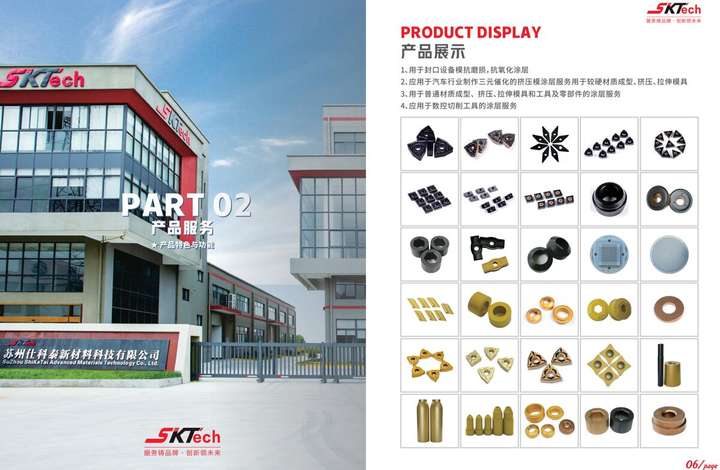 SKTech
SKTech
PART 02
产品服务
★ 产品特色与功能
SKTech
苏州仕科泰新材料科技有限公司
SuZhou ShiKeTai Advanced Materials Technology Co., Ltd.
SKTech
服务铸品牌·创新领未来
SKTech
服务铸品牌·创新领未来
PRODUCT DISPLAY
产品展示
1、用于封口设备模抗磨损,抗氧化涂层
2、应用于汽车行业制作三元催化的挤压模涂层服务用于较硬材质成型、挤压、拉伸模具
3、用于普通材质成型、挤压、拉伸模具和工具及零部件的涂层服务
4、应用于数控切削工具的涂层服务
06/page